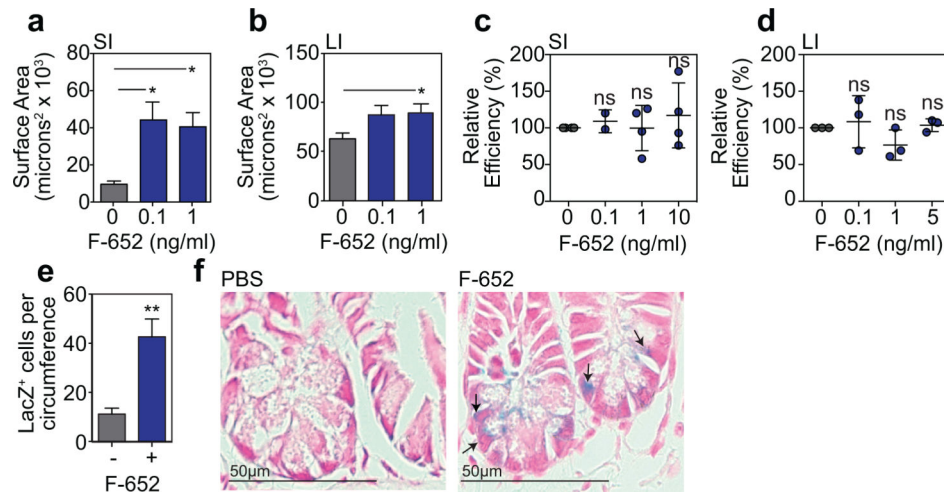 a
SI
Surface Area
(microns² x 10³)
80
60
40
20
0
*
*
0 0.1 1
F-652 (ng/ml)
b
LI
Surface Area
(microns² x 10³)
150
100
50
0
*
0 0.1 1
F-652 (ng/ml)
c
SI
Relative
Efficiency (%)
200
150
100
50
0
ns
ns
ns
0 0.1 1 10
F-652 (ng/ml)
d
LI
Relative
Efficiency (%)
200
150
100
50
0
ns
ns
ns
0 0.1 1 5
F-652 (ng/ml)
e
LacZ⁺ cells per
circumference
60
40
20
0
**
- +
F-652
f
PBS
50µm
F-652
50µm